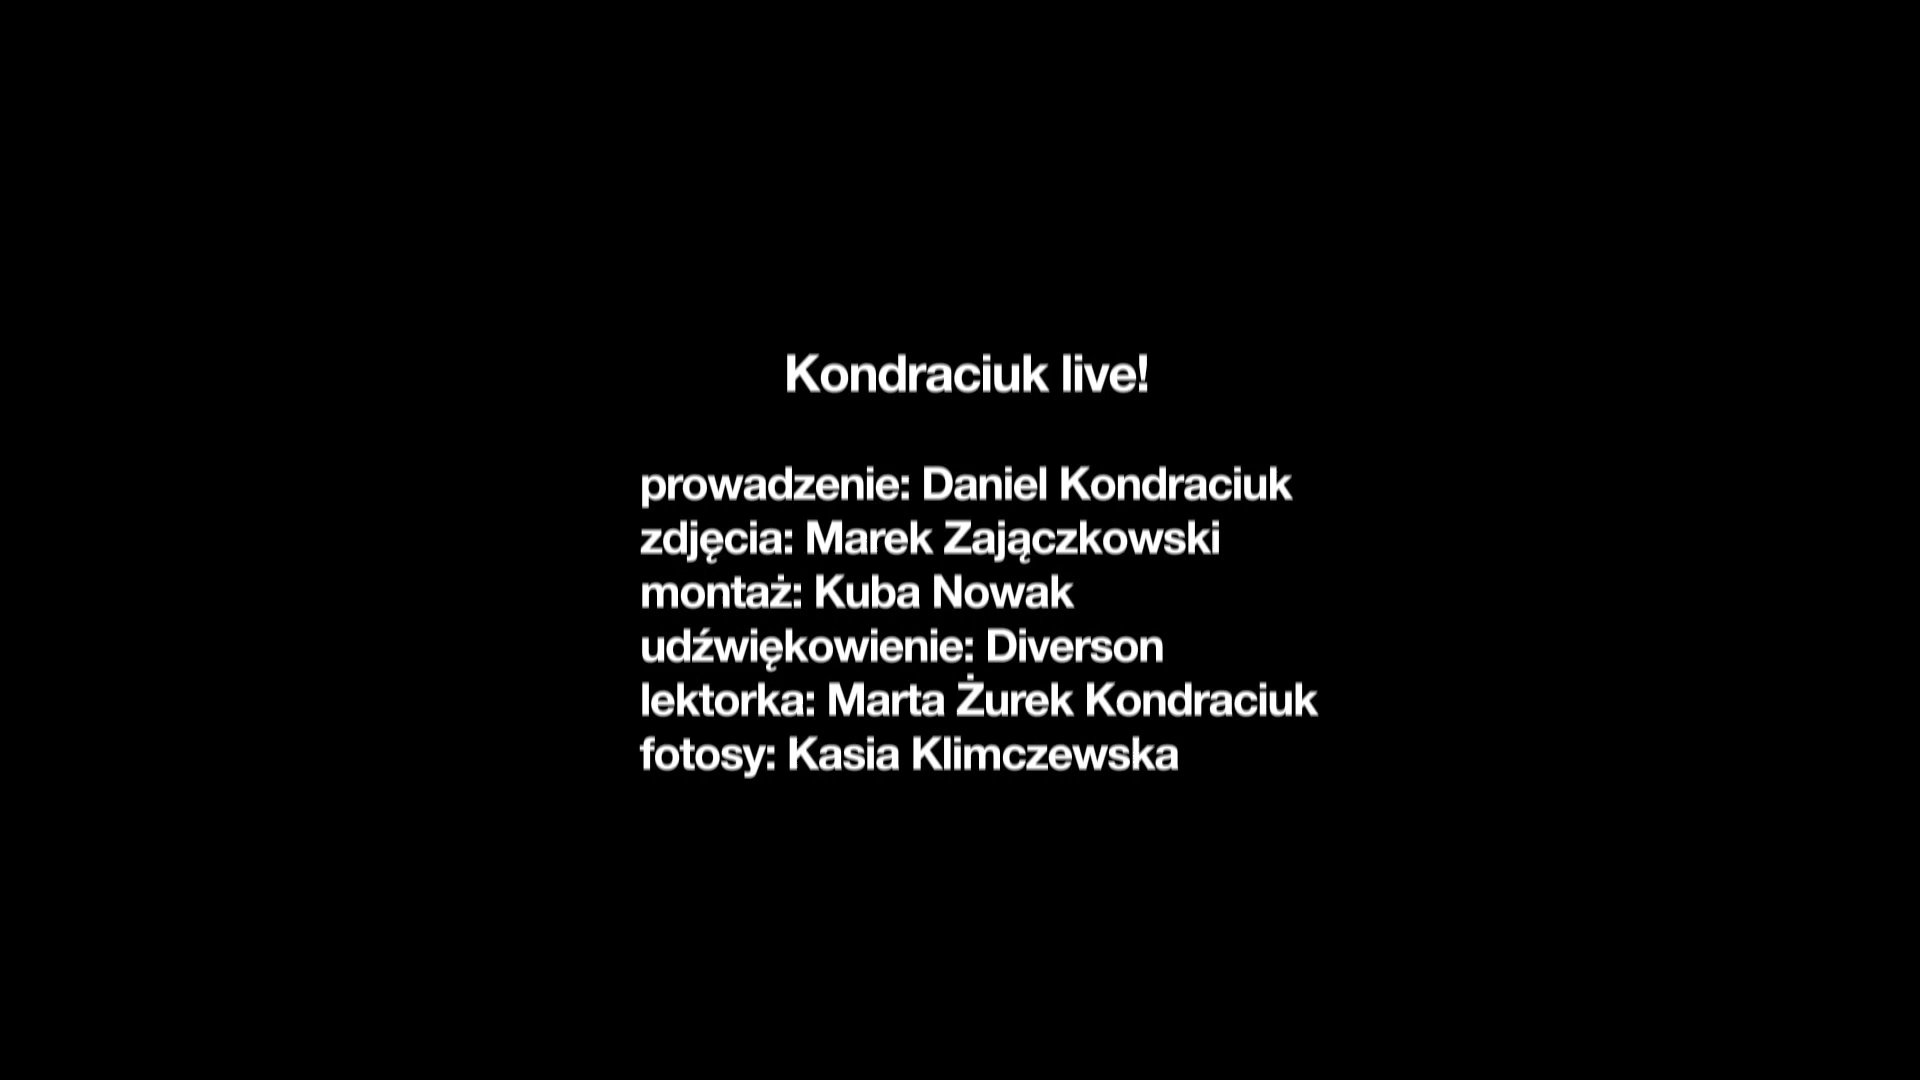 Kondraciuk live!
prowadzenie: Daniel Kondraciuk
zdjęcia: Marek Zajączkowski
montaż: Kuba Nowak
udźwiękowienie: Diverson
lektorka: Marta Żurek Kondraciuk
fotosy: Kasia Klimczewska